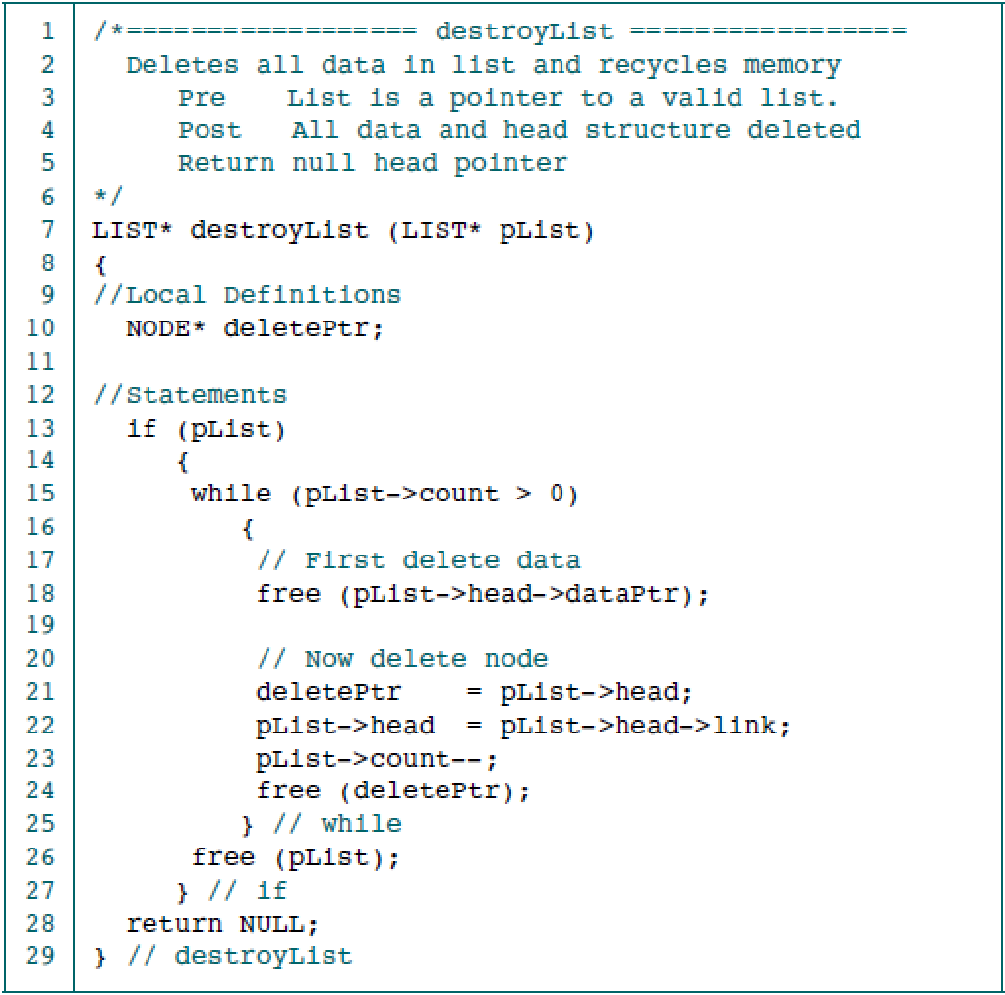 1 /*================== destroyList =================
2 Deletes all data in list and recycles memory
3 Pre List is a pointer to a valid list.
4 Post All data and head structure deleted
5 Return null head pointer
6 */
7 LIST* destroyList (LIST* pList)
8 {
9 //Local Definitions
10 NODE* deletePtr;
11
12 //Statements
13 if (pList)
14 {
15 while (pList->count > 0)
16 {
17 // First delete data
18 free (pList->head->dataPtr);
19
20 // Now delete node
21 deletePtr = pList->head;
22 pList->head = pList->head->link;
23 pList->count--;
24 free (deletePtr);
25 } // while
26 free (pList);
27 } // if
28 return NULL;
29 } // destroyList